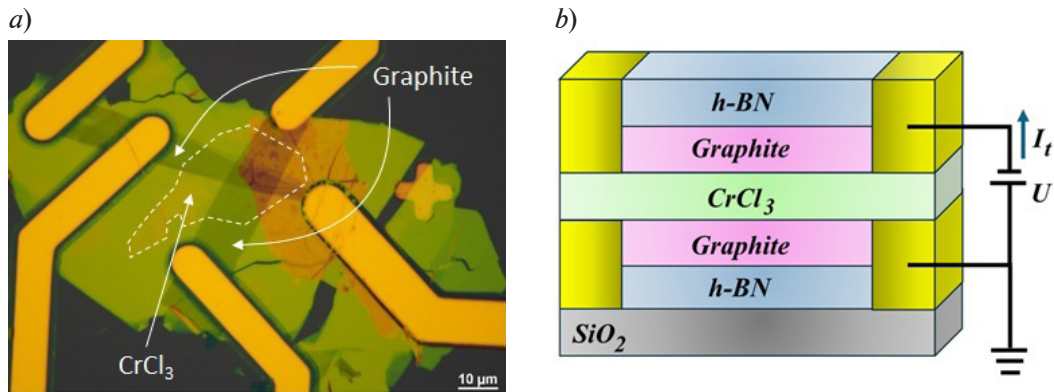 a)
b)
Graphite
CrCl3
10 µm
h-BN
Graphite
CrCl3
Graphite
h-BN
SiO2
It
U